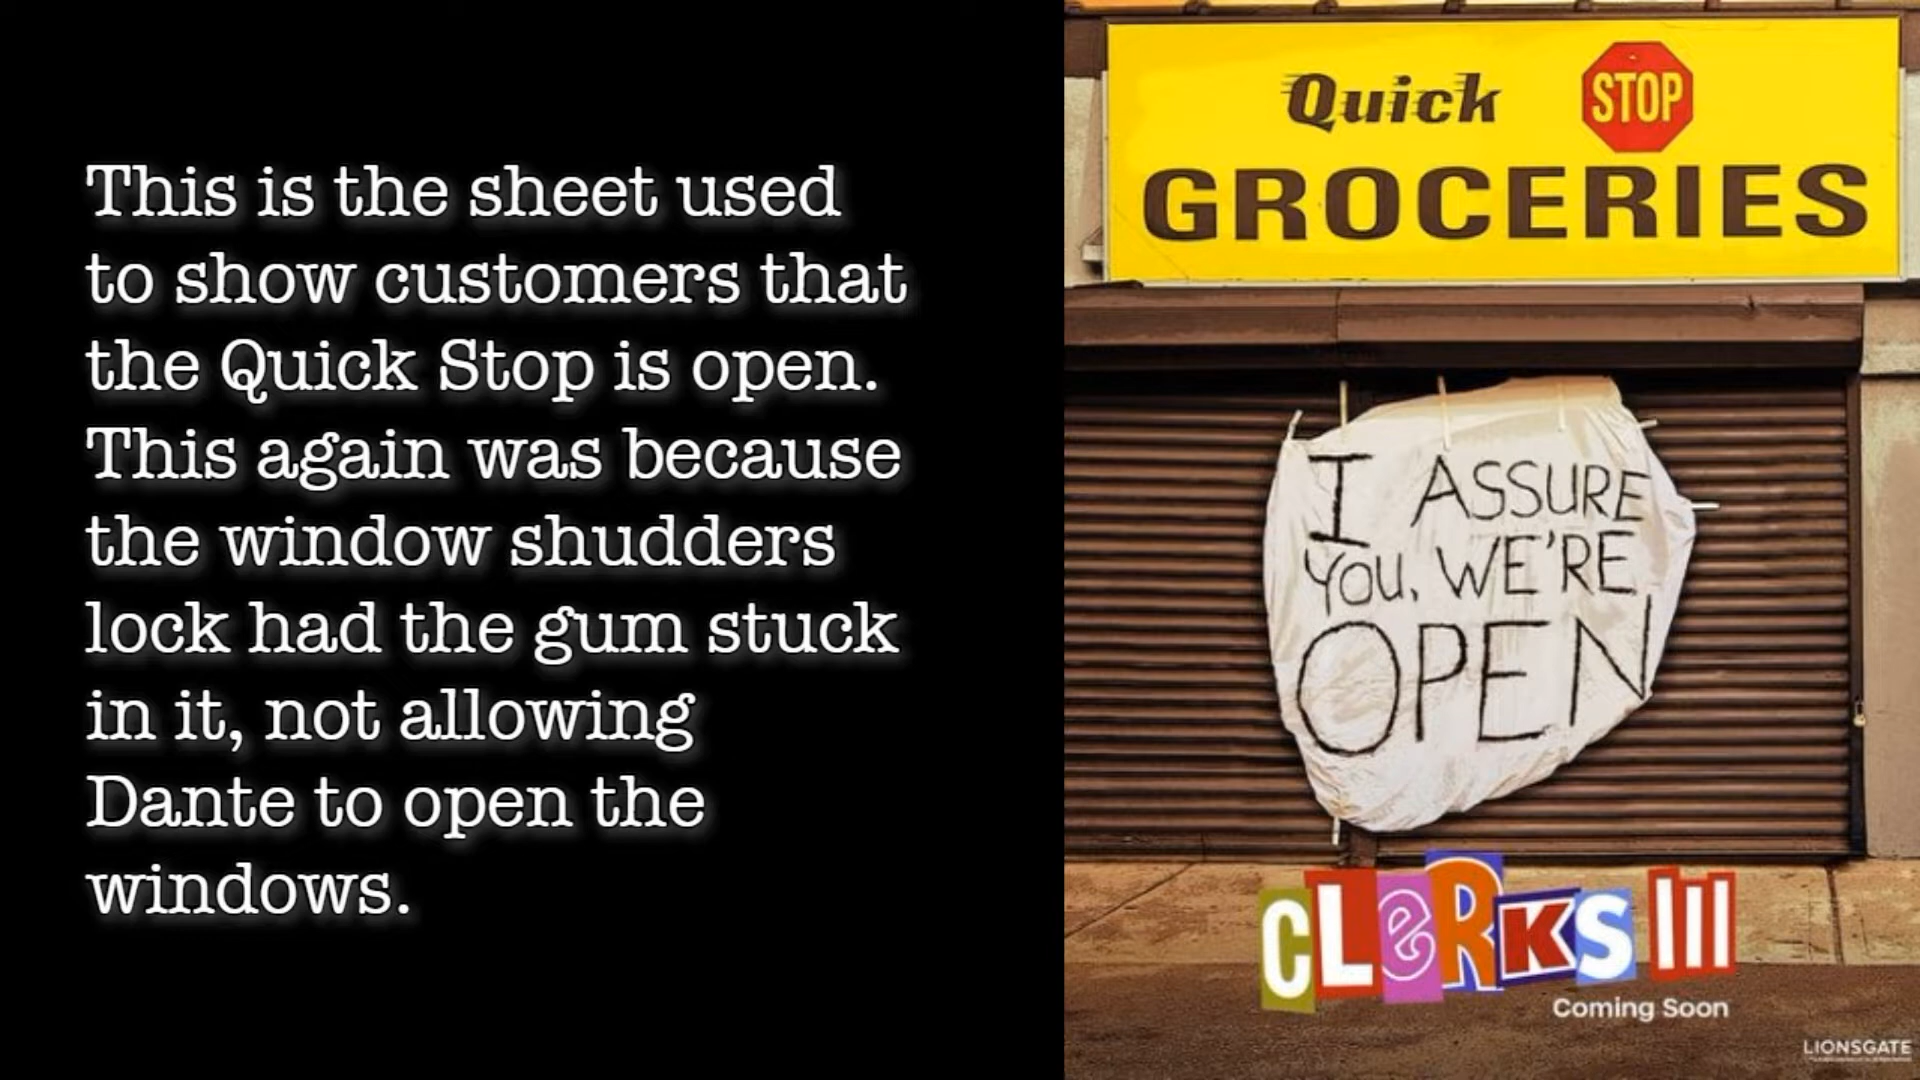 This is the sheet used
to show customers that
the Quick Stop is open.
This again was because
the window shudders
lock had the gum stuck
in it, not allowing
Dante to open the
windows.
Quick STOP
GROCERIES
I ASSURE
YOU, WE'RE
OPEN
CLeRKS III
Coming Soon
LIONSGATE